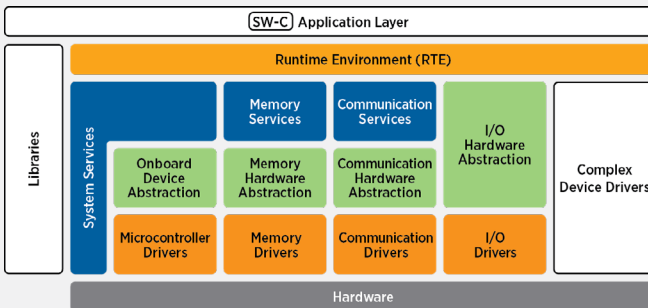 SW-C Application Layer
Runtime Environment (RTE)
Libraries
System Services
Memory
Services
Communication
Services
I/O
Hardware
Abstraction
Complex
Device Drivers
Onboard
Device
Abstraction
Memory
Hardware
Abstraction
Communication
Hardware
Abstraction
Microcontroller
Drivers
Memory
Drivers
Communication
Drivers
I/O
Drivers
Hardware